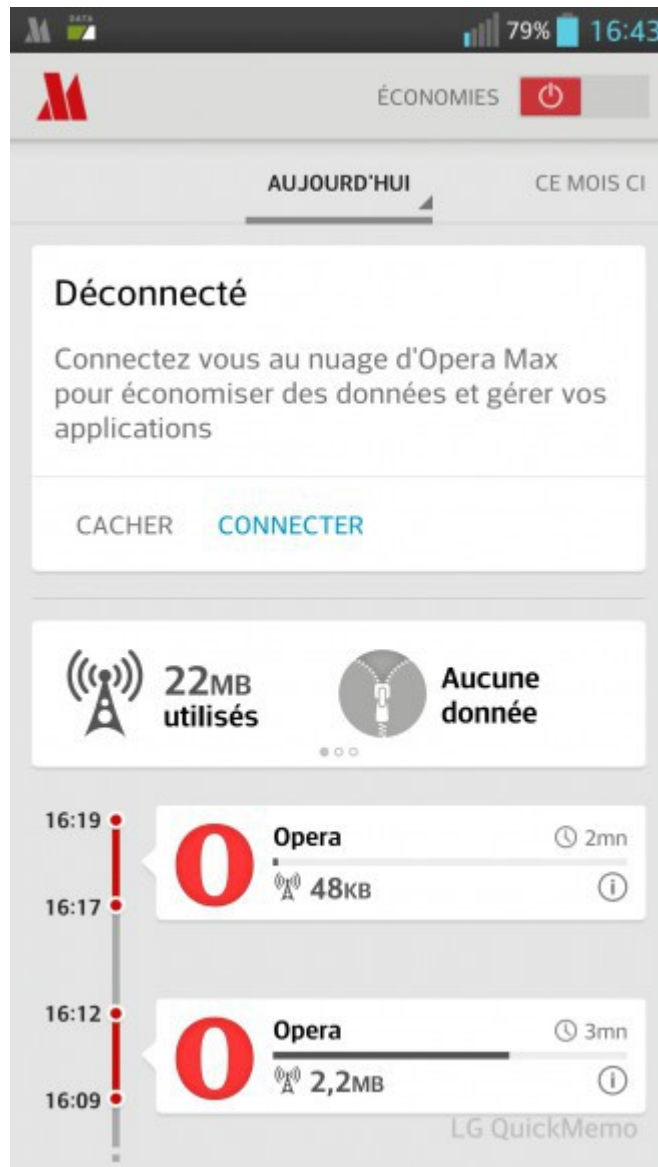 DATA 79% 16:43
ÉCONOMIES
AUJOURD'HUI CE MOIS CI
Déconnecté
Connectez vous au nuage d'Opera Max
pour économiser des données et gérer vos
applications
CACHER CONNECTER
22MB
utilisés
Aucune
donnée
16:19
Opera 2mn
48KB
16:17
16:12
Opera 3mn
2,2MB
16:09
LG QuickMemo